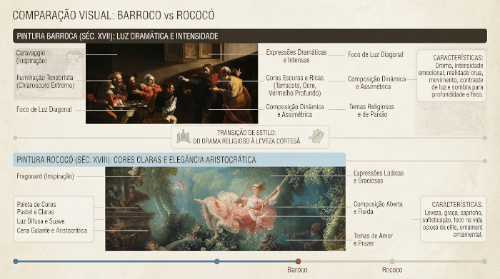 COMPARAÇÃO VISUAL: BARROCO vs ROCOCÓ
PINTURA BARROCA (SÉC. XVII): LUZ DRAMÁTICA E INTENSIDADE
Caravaggio
(Inspiração)
Iluminação Tenebrista
(Chiaroscuro Extremo)
Foco de Luz Diagonal
Expressões Dramáticas
e Intensas
Cores Escuras e Ricas
(Terracota, Ocre,
Vermelho Profundo)
Composição Dinâmica
e Assimétrica
Foco de Luz Diagonal
Composição Dinâmica
e Assimétrica
Temas Religiosos
e de Paixão
CARACTERÍSTICAS:
Drama, intensidade
emocional, realidade crua,
movimento, contraste
de luz e sombra para
profundidade e foco.
TRANSIÇÃO DE ESTILO:
DO DRAMA RELIGIOSO À LEVEZA CORTESÃ
PINTURA ROCOCÓ (SÉC. XVIII): CORES CLARAS E ELEGÂNCIA ARISTOCRÁTICA
Fragonard (Inspiração)
Paleta de Cores
Pastel e Claras
Luz Difusa e Suave
Cena Galante e Aristocrática
Expressões Lúdicas
e Graciosas
Composição Aberta
e Fluida
Temas de Amor
e Prazer
CARACTERÍSTICAS:
Leveza, graça, capricho,
sofisticação, foco na vida
ociosa da elite, ornament
ornamental.
Barroco
Rococó